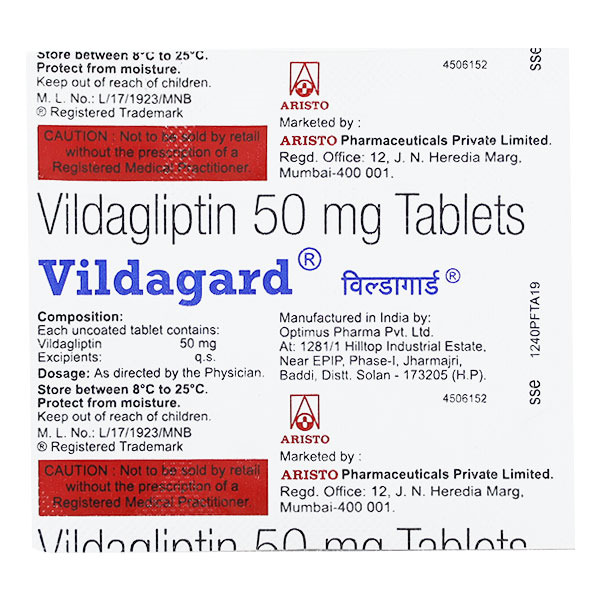 Store between 8°C to 25°C.
Protect from moisture.
Keep out of reach of children.
M. L. No.: L/17/1923/MNB
® Registered Trademark
CAUTION : Not to be sold by retail
without the prescription of a
Registered Medical Practitioner.
4506152
sse
ARISTO
Marketed by :
ARISTO Pharmaceuticals Private Limited.
Regd. Office: 12, J. N. Heredia Marg,
Mumbai-400 001.
Vildagliptin 50 mg Tablets
Vildagard® विल्डागार्ड®
Composition:
Each uncoated tablet contains:
Vildagliptin 50 mg
Excipients: q.s.
Dosage: As directed by the Physician.
Store between 8°C to 25°C.
Protect from moisture.
Keep out of reach of children.
M. L. No.: L/17/1923/MNB
® Registered Trademark
CAUTION : Not to be sold by retail
without the prescription of a
Registered Medical Practitioner.
Manufactured in India by:
Optimus Pharma Pvt. Ltd.
At: 1281/1 Hilltop Industrial Estate,
Near EPIP, Phase-I, Jharmajri,
Baddi, Distt. Solan - 173205 (H.P.)
1240PFTA19
4506152
sse
ARISTO
Marketed by :
ARISTO Pharmaceuticals Private Limited.
Regd. Office: 12, J. N. Heredia Marg,
Mumbai-400 001.
Vildagliptin 50 mg Tablets